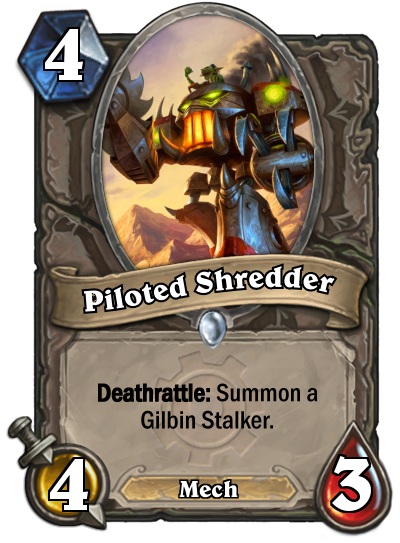 4
Piloted Shredder
Deathrattle: Summon a
Gilbin Stalker.
4
Mech
3